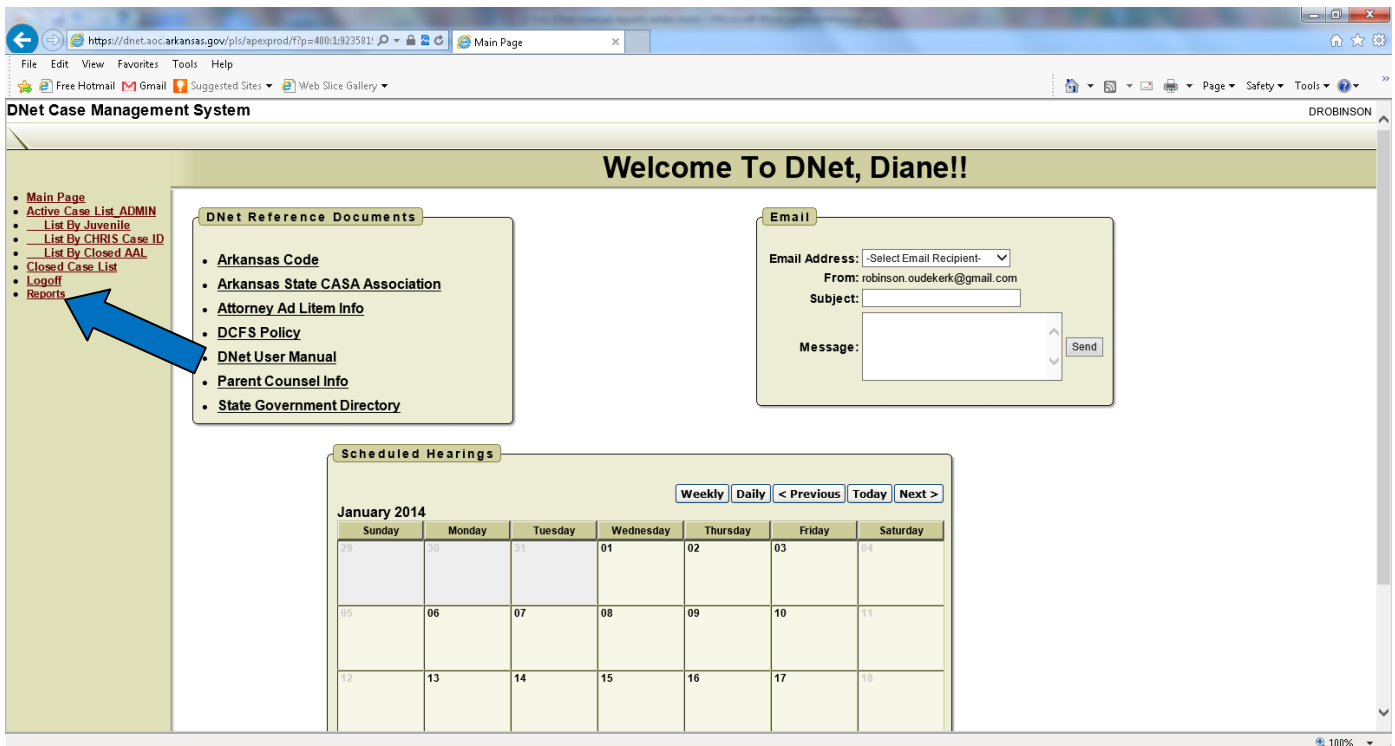 https://dnet.aoc.arkansas.gov/pls/apexprod/f?p=400:1:923581!
Main Page
File Edit View Favorites Tools Help
Free Hotmail Gmail Suggested Sites Web Slice Gallery
Page Safety Tools
DNet Case Management System
DROBINSON
Welcome To DNet, Diane!!
Main Page
Active Case List_ADMIN
List By Juvenile
List By CHRIS Case ID
List By Closed AAL
Closed Case List
Logoff
Reports
DNet Reference Documents
Arkansas Code
Arkansas State CASA Association
Attorney Ad Litem Info
DCFS Policy
DNet User Manual
Parent Counsel Info
State Government Directory
Email
Email Address: -Select Email Recipient-
From: robinson.oudekerk@gmail.com
Subject:
Message:
Send
Scheduled Hearings
Weekly Daily < Previous Today Next >
January 2014
Sunday Monday Tuesday Wednesday Thursday Friday Saturday
29 30 31 01 02 03 04
05 06 07 08 09 10 11
12 13 14 15 16 17 18
100%